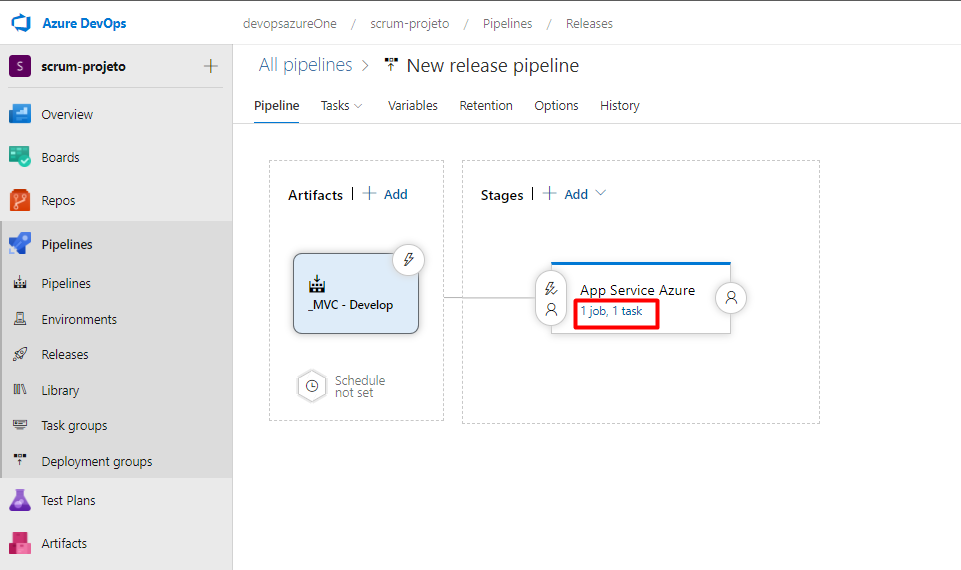 Azure DevOps
devopsazureOne / scrum-projeto / Pipelines / Releases
S scrum-projeto +
Overview
Boards
Repos
Pipelines
Pipelines
Environments
Releases
Library
Task groups
Deployment groups
Test Plans
Artifacts
All pipelines > New release pipeline
Pipeline Tasks Variables Retention Options History
Artifacts | + Add
_MVC - Develop
Schedule
not set
Stages | + Add
App Service Azure
1 job, 1 task